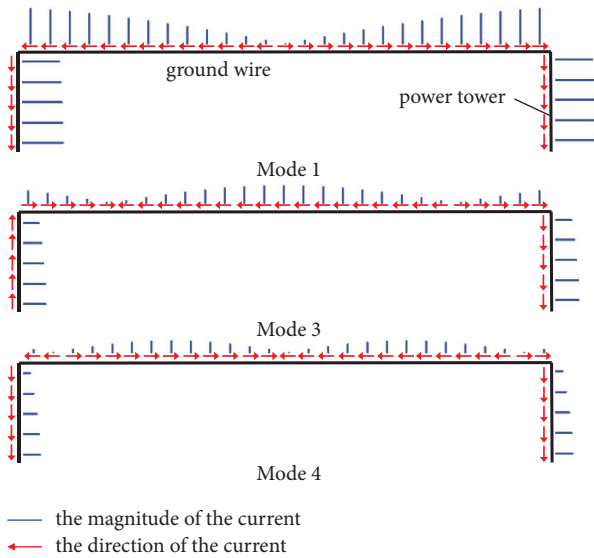 ground wire
power tower
Mode 1
Mode 3
Mode 4
the magnitude of the current
the direction of the current